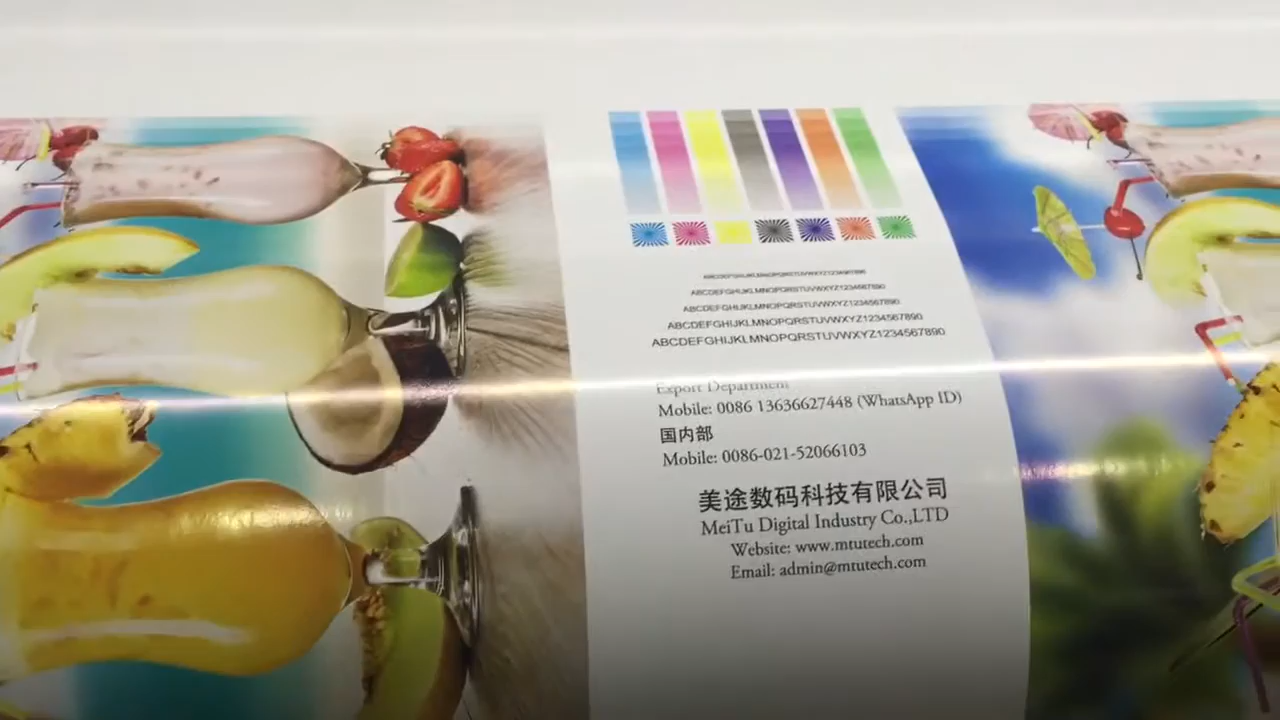 ABCDEFGHIJKLMNOPQRSTUVWXYZ1234567890
ABCDEFGHIJKLMNOPQRSTUVWXYZ1234567890
ABCDEFGHIJKLMNOPQRSTUVWXYZ1234567890
ABCDEFGHIJKLMNOPQRSTUVWXYZ1234567890
ABCDEFGHIJKLMNOPQRSTUVWXYZ1234567890
Export Department
Mobile: 0086 13636627448 (WhatsApp ID)
国内部
Mobile: 0086-021-52066103
美途数码科技有限公司
MeiTu Digital Industry Co.,LTD
Website: www.mtutech.com
Email: admin@mtutech.com